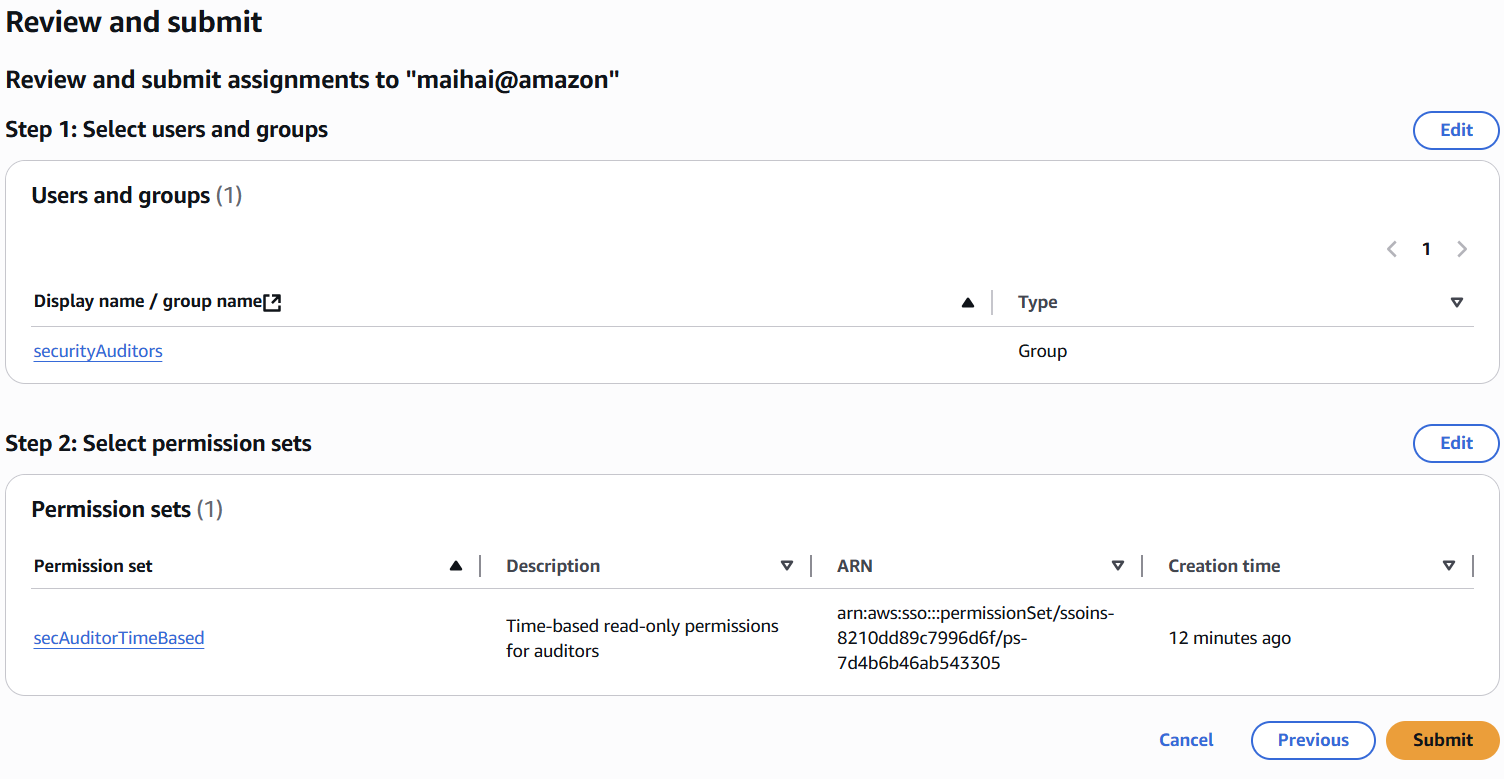 Review and submit
Review and submit assignments to "maihai@amazon"
Step 1: Select users and groups
Edit
Users and groups (1)
1
Display name / group name
Type
securityAuditors
Group
Step 2: Select permission sets
Edit
Permission sets (1)
Permission set
Description
ARN
Creation time
secAuditorTimeBased
Time-based read-only permissions
for auditors
arn:aws:sso:::permissionSet/ssoins-
8210dd89c7996d6f/ps-
7d4b6b46ab543305
12 minutes ago
Cancel
Previous
Submit